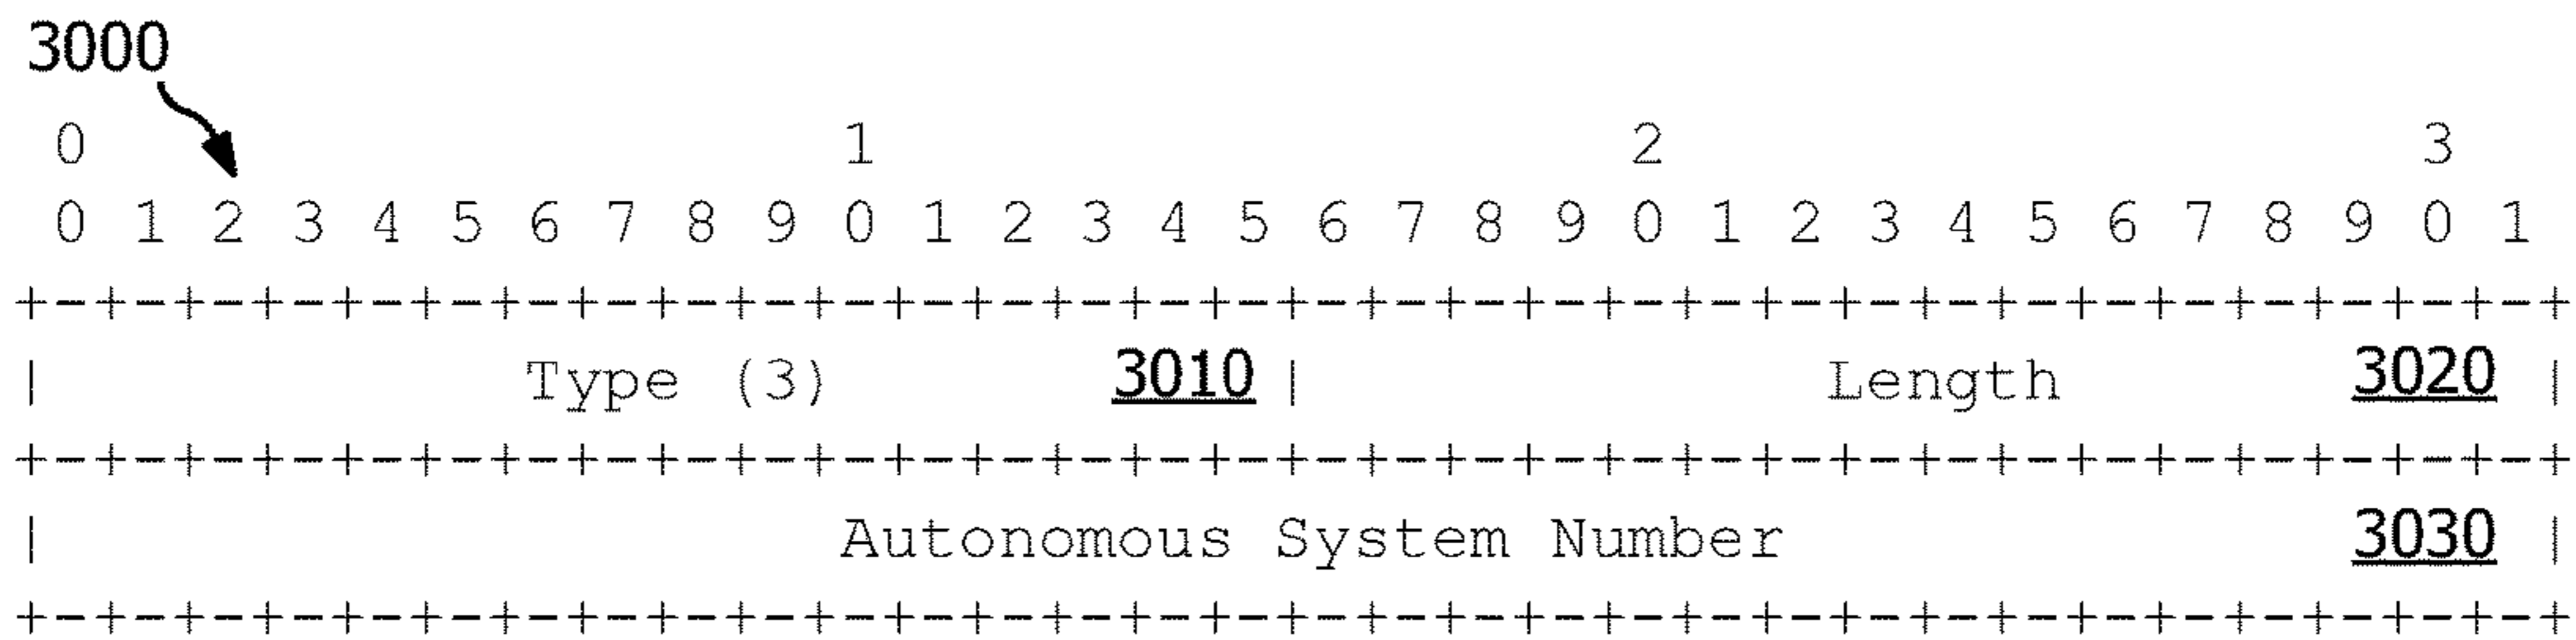 3000
0 1 2 3
0 1 2 3 4 5 6 7 8 9 0 1 2 3 4 5 6 7 8 9 0 1 2 3 4 5 6 7 8 9 0 1
+-+-+-+-+-+-+-+-+-+-+-+-+-+-+-+-+-+-+-+-+-+-+-+-+-+-+-+-+-+-+-+-+
| Type (3) 3010 | Length 3020 |
+-+-+-+-+-+-+-+-+-+-+-+-+-+-+-+-+-+-+-+-+-+-+-+-+-+-+-+-+-+-+-+-+
| Autonomous System Number 3030 |
+-+-+-+-+-+-+-+-+-+-+-+-+-+-+-+-+-+-+-+-+-+-+-+-+-+-+-+-+-+-+-+-+